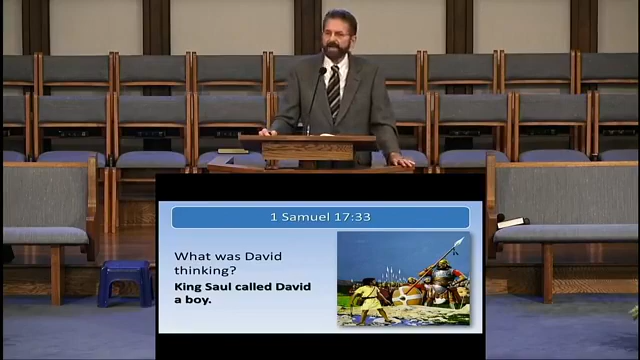 1 Samuel 17:33
What was David
thinking?
King Saul called David
a boy.